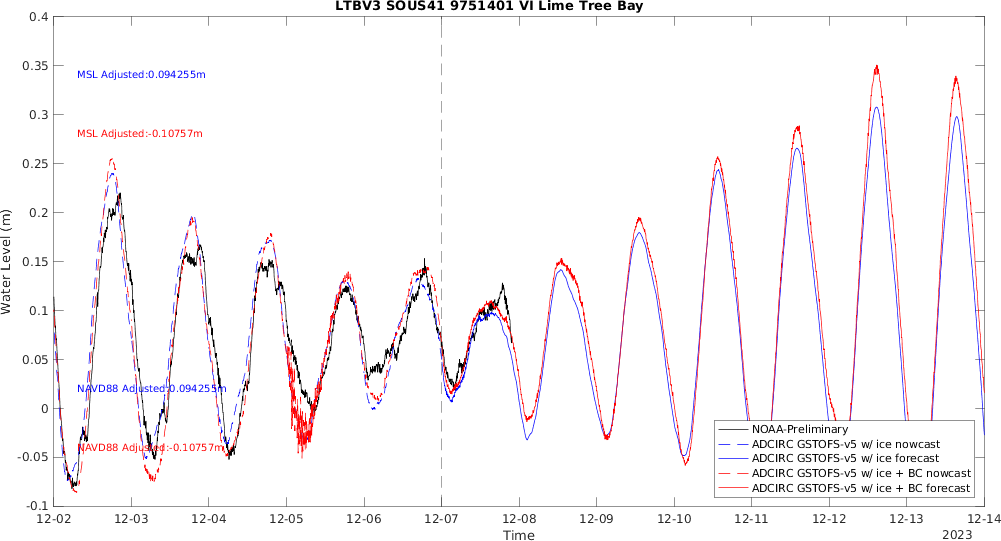 LTBV3 SOUS41 9751401 VI Lime Tree Bay
0.4
0.35
0.3
0.25
0.2
0.15
0.1
0.05
0
-0.05
-0.1
Water Level (m)
MSL Adjusted:0.094255m
MSL Adjusted:-0.10757m
NAVD88 Adjusted:0.094255m
NAVD88 Adjusted:-0.10757m
NOAA-Preliminary
ADCIRC GSTOFS-v5 w/ ice nowcast
ADCIRC GSTOFS-v5 w/ ice forecast
ADCIRC GSTOFS-v5 w/ ice + BC nowcast
ADCIRC GSTOFS-v5 w/ ice + BC forecast
12-02 12-03 12-04 12-05 12-06 12-07 12-08 12-09 12-10 12-11 12-12 12-13 12-14
Time
2023